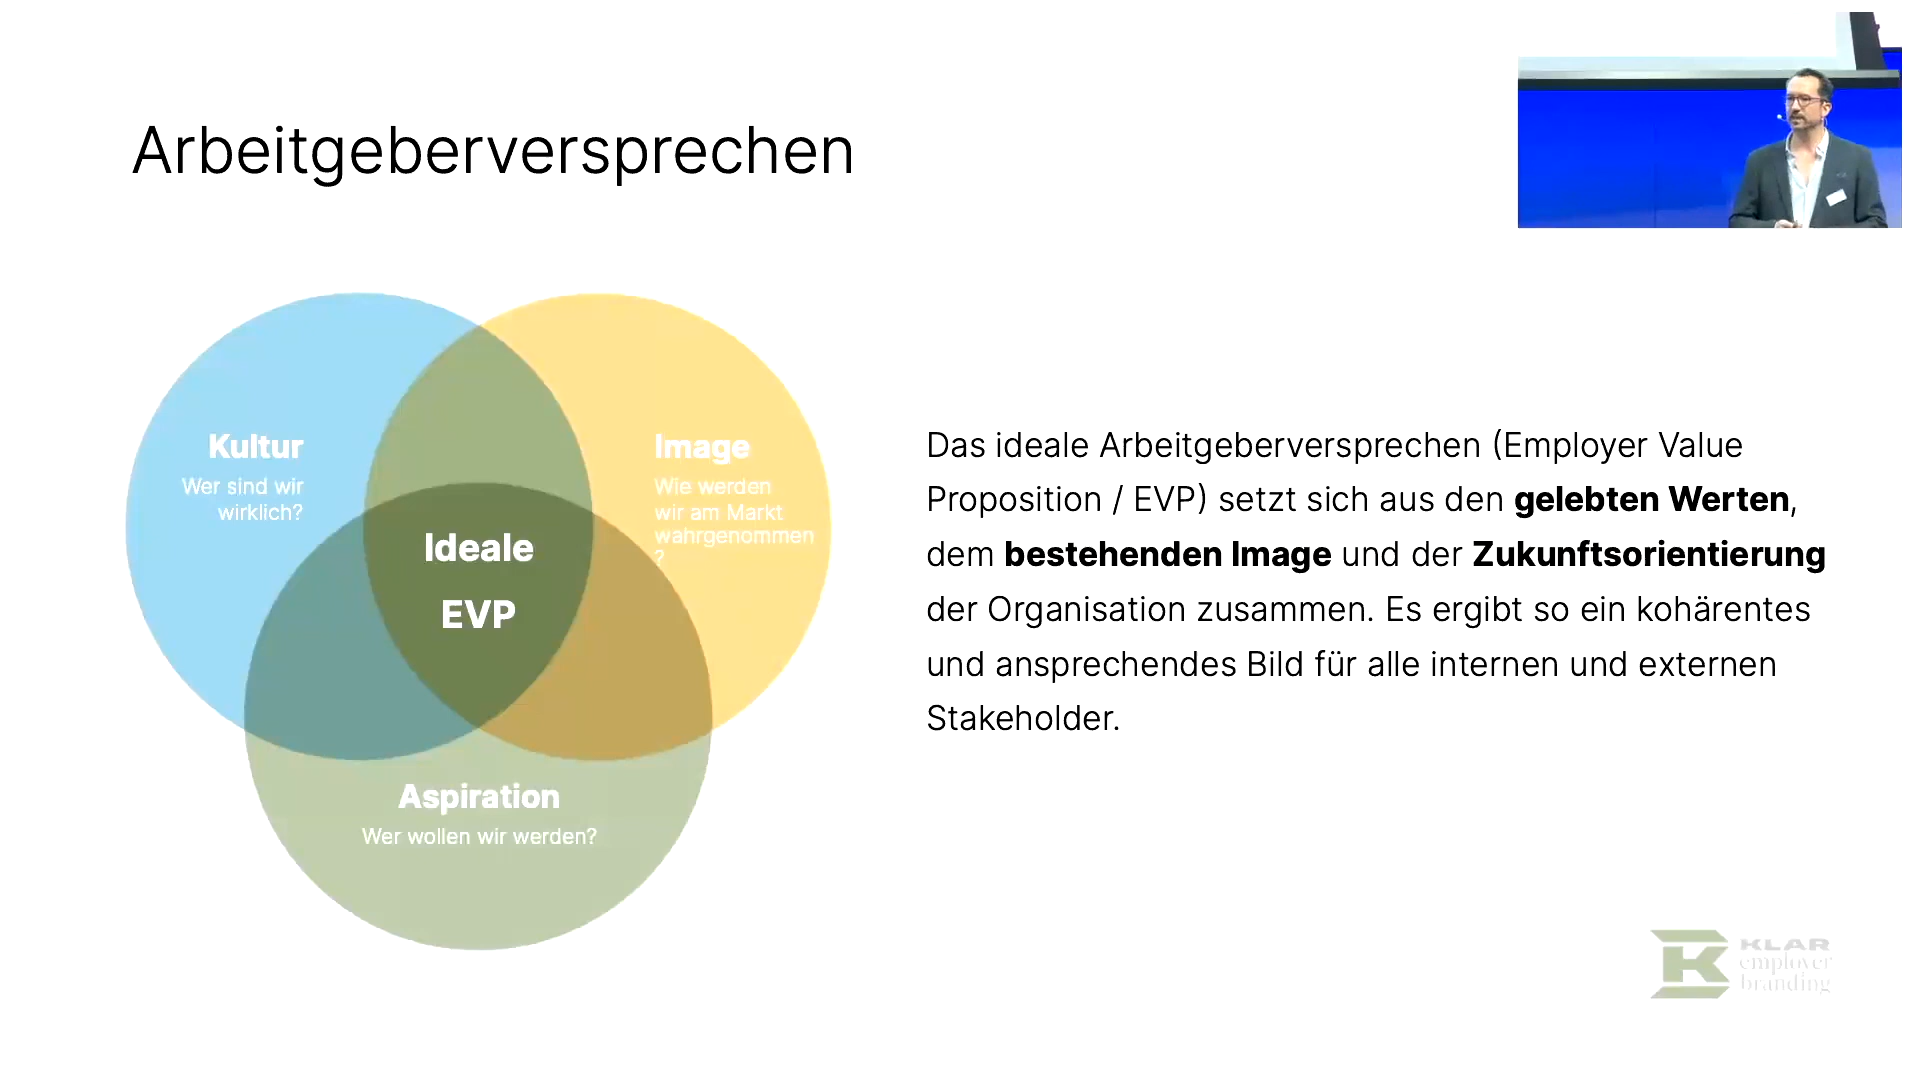 Arbeitgeberversprechen
Kultur
Wer sind wir
wirklich?
Image
Wie werden
wir am Markt
wahrgenommen
?
Ideale
EVP
Aspiration
Wer wollen wir werden?
Das ideale Arbeitgeberversprechen (Employer Value
Proposition / EVP) setzt sich aus den gelebten Werten,
dem bestehenden Image und der Zukunftsorientierung
der Organisation zusammen. Es ergibt so ein kohärentes
und ansprechendes Bild für alle internen und externen
Stakeholder.
KLAR
employer
branding